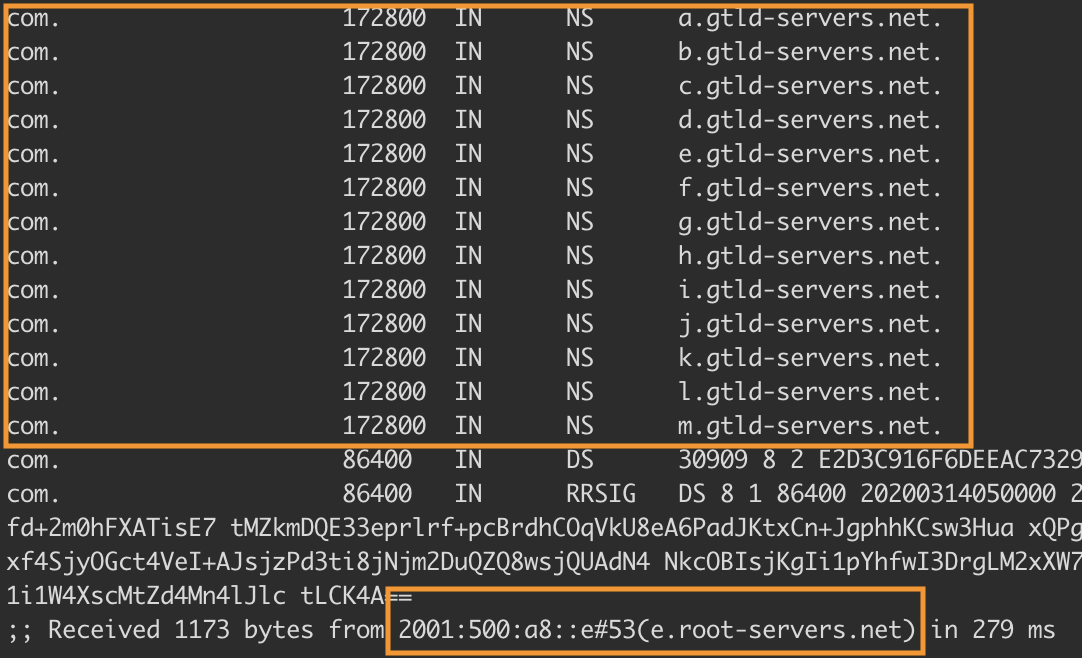 com. 172800 IN NS a.gtld-servers.net.
com. 172800 IN NS b.gtld-servers.net.
com. 172800 IN NS c.gtld-servers.net.
com. 172800 IN NS d.gtld-servers.net.
com. 172800 IN NS e.gtld-servers.net.
com. 172800 IN NS f.gtld-servers.net.
com. 172800 IN NS g.gtld-servers.net.
com. 172800 IN NS h.gtld-servers.net.
com. 172800 IN NS i.gtld-servers.net.
com. 172800 IN NS j.gtld-servers.net.
com. 172800 IN NS k.gtld-servers.net.
com. 172800 IN NS l.gtld-servers.net.
com. 172800 IN NS m.gtld-servers.net.
com. 86400 IN DS 30909 8 2 E2D3C916F6DEEAC7329
com. 86400 IN RRSIG DS 8 1 86400 20200314050000 2
fd+2m0hFXATisE7 tMZkmDQE33eprlrf+pcBrdhCOqVkU8eA6PadJKtxCn+JgphhKCsw3Hua xQPg
xf4SjyOGct4VeI+AJsjzPd3ti8jNjm2DuQZQ8wsjQUAdN4 NkcOBIsjKgIi1pYhfwI3DrgLM2xXW7
1i1W4XscMtZd4Mn4lJlc tLCK4A==
;; Received 1173 bytes from 2001:500:a8::e#53(e.root-servers.net) in 279 ms